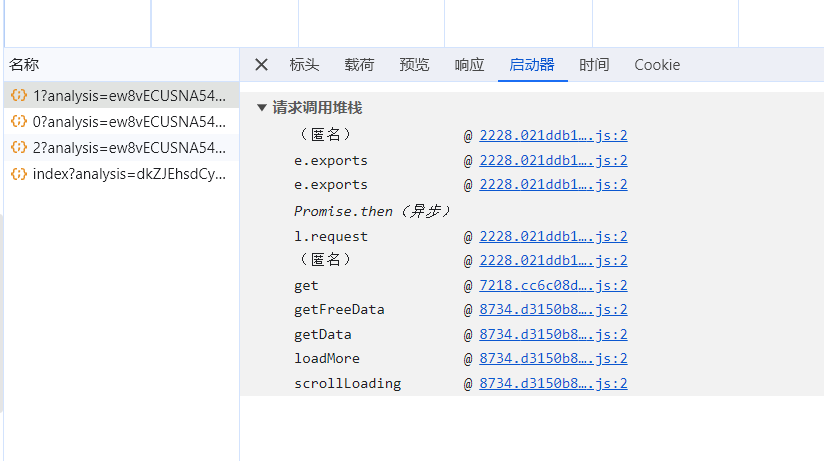 名称
标头 载荷 预览 响应 启动器 时间 Cookie
1?analysis=ew8vECUSNA54...
0?analysis=ew8vECUSNA54...
2?analysis=ew8vECUSNA54...
index?analysis=dkZJEhsdCy...
请求调用堆栈
（匿名） @ 2228.021ddb1….js:2
e.exports @ 2228.021ddb1….js:2
e.exports @ 2228.021ddb1….js:2
Promise.then（异步）
l.request @ 2228.021ddb1….js:2
（匿名） @ 2228.021ddb1….js:2
get @ 7218.cc6c08d….js:2
getFreeData @ 8734.d3150b8….js:2
getData @ 8734.d3150b8….js:2
loadMore @ 8734.d3150b8….js:2
scrollLoading @ 8734.d3150b8….js:2